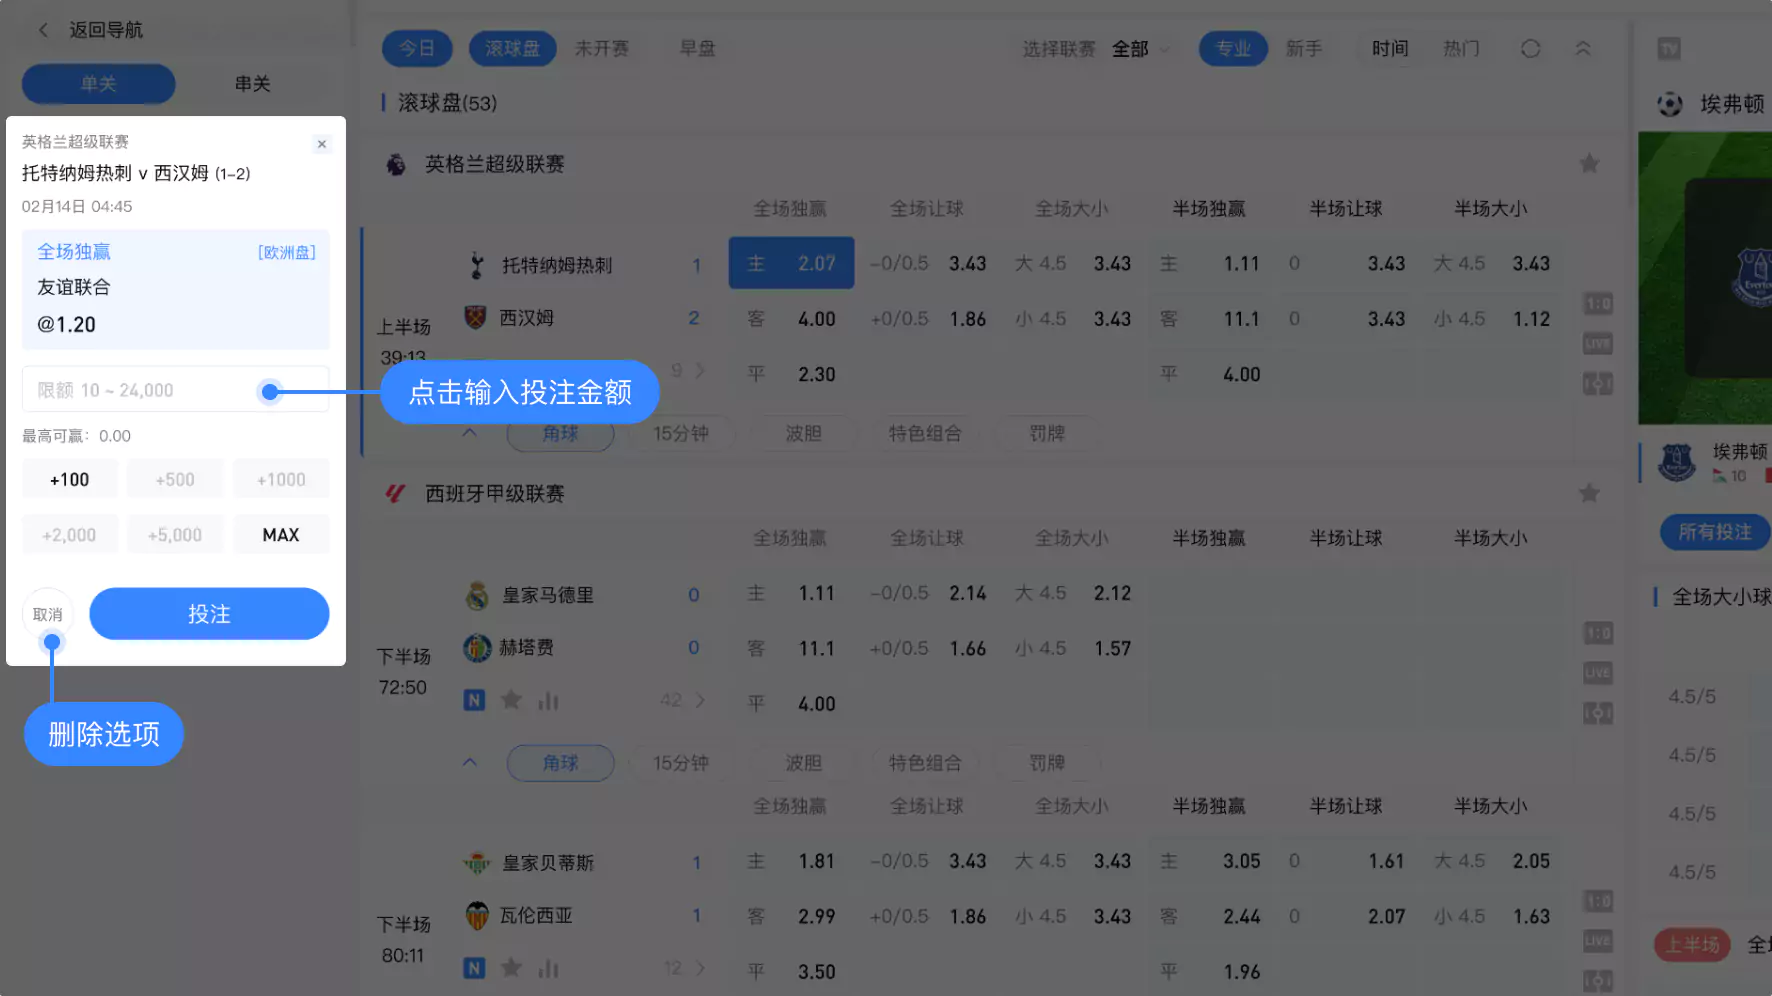 返回导航
单关 串关
英格兰超级联赛
托特纳姆热刺 v 西汉姆 (1-2)
02月14日 04:45
全场独赢 [欧洲盘]
友谊联合
@1.20
限额 10 ~ 24,000
最高可赢：0.00
+100 +500 +1000
+2,000 +5,000 MAX
取消 投注
删除选项
点击输入投注金额
今日 滚球盘 未开赛 早盘 选择联赛 全部 专业 新手 时间 热门
滚球盘(53)
英格兰超级联赛
全场独赢 全场让球 全场大小 半场独赢 半场让球 半场大小
托特纳姆热刺 1 主 2.07 -0/0.5 3.43 大 4.5 3.43 主 1.11 0 3.43 大 4.5 3.43
西汉姆 2 客 4.00 +0/0.5 1.86 小 4.5 3.43 客 11.1 0 3.43 小 4.5 1.12
上半场
39:13
9 平 2.30 平 4.00
1:0
LIVE
角球 15分钟 波胆 特色组合 罚牌
西班牙甲级联赛
全场独赢 全场让球 全场大小 半场独赢 半场让球 半场大小
皇家马德里 0 主 1.11 -0/0.5 2.14 大 4.5 2.12
赫塔费 0 客 11.1 +0/0.5 1.66 小 4.5 1.57
下半场
72:50
N 42 平 4.00
1:0
LIVE
角球 15分钟 波胆 特色组合 罚牌
全场独赢 全场让球 全场大小 半场独赢 半场让球 半场大小
皇家贝蒂斯 1 主 1.81 -0/0.5 3.43 大 4.5 3.43 主 3.05 0 1.61 大 4.5 2.05
瓦伦西亚 1 客 2.99 +0/0.5 1.86 小 4.5 3.43 客 2.44 0 2.07 小 4.5 1.63
下半场
80:11
N 12 平 3.50 平 1.96
1:0
LIVE
TV
埃弗顿
埃弗顿
10
所有投注
全场大小球
4.5/5
4.5/5
4.5/5
4.5/5
上半场 全